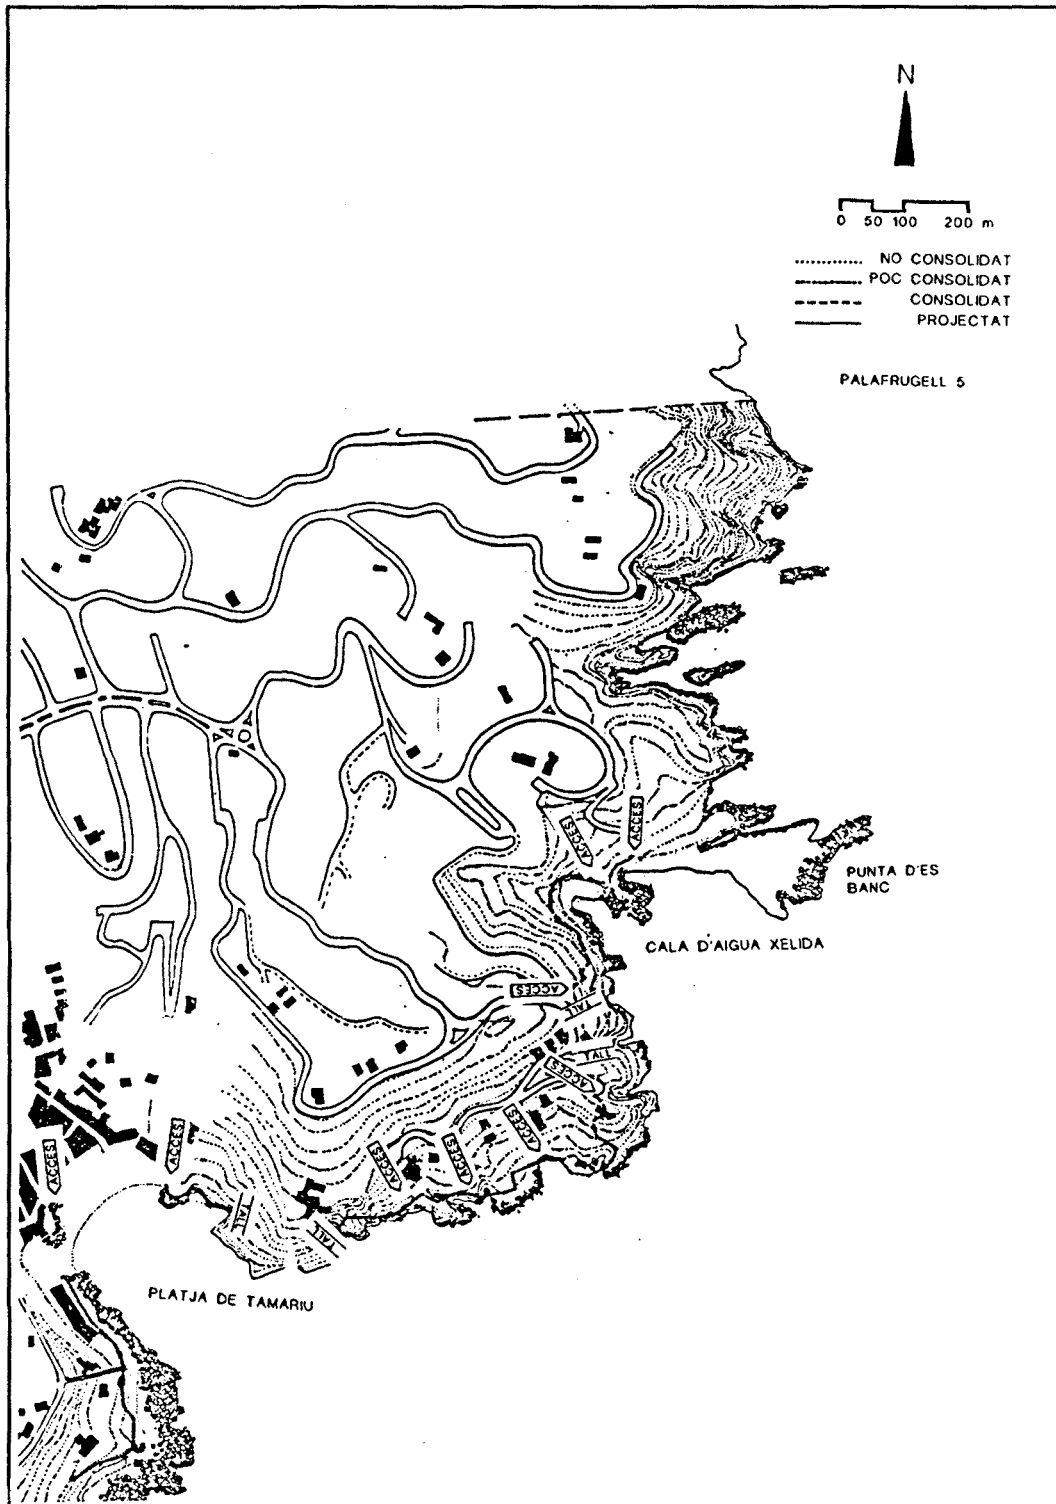 N
0 50 100 200 m
NO CONSOLIDAT
POC CONSOLIDAT
CONSOLIDAT
PROJECTAT
PALAFRUGELL 5
ACCES
ACCES
PUNTA D'ES
BANC
CALA D'AIGUA XELIDA
ACCES
TALL
TALL
ACCES
ACCES
ACCES
ACCES
ACCES
ACCES
TALL
TALL
PLATJA DE TAMARIU